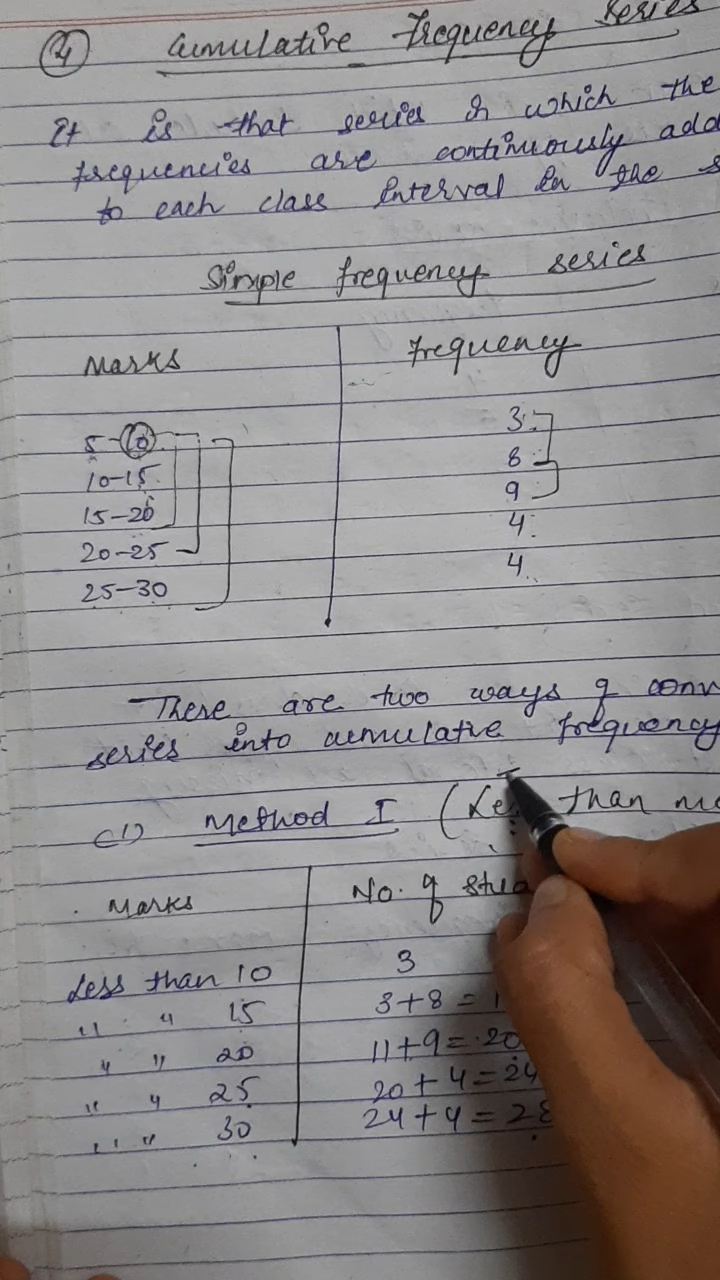 (4) Cumulative Frequency Series
It is that series in which the
frequencies are continuously add
to each class interval in the s
Simple frequency series
Marks Frequency
5-10 3
10-15 8
15-20 9
20-25 4
25-30 4
There are two ways of conv
series into cumulative frequency
(1) Method I (Less than me
Marks No. of stud
Less than 10 3
" " 15 3+8=1
" " 20 11+9=20
" " 25 20+4=24
" " 30 24+4=28